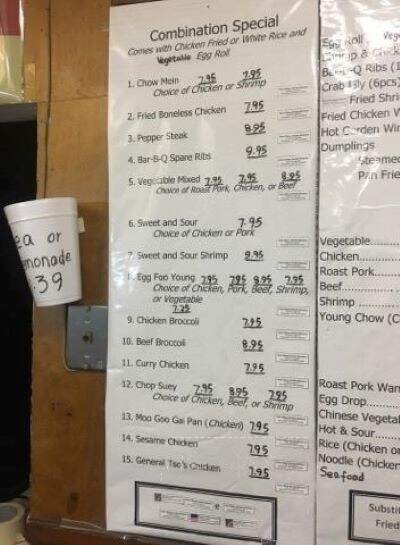 Combination Special
Comes with Chicken Fried or White Rice and
Vegetable Egg Roll
1. Chow Mein 7.95 7.95
Choice of Chicken or Shrimp
2. Fried Boneless Chicken 7.95
3. Pepper Steak 8.95
4. Bar-B-Q Spare Ribs 9.95
5. Vegetable Mixed 7.95 7.95 8.95
Choice of Roast Pork, Chicken, or Beef
6. Sweet and Sour 7.95
Choice of Chicken or Pork
7. Sweet and Sour Shrimp 8.95
8. Egg Foo Young 7.95 7.95 8.95 7.95
Choice of Chicken, Pork, Beef, Shrimp,
or Vegetable
7.25
9. Chicken Broccoli 7.95
10. Beef Broccoli 8.95
11. Curry Chicken 7.95
12. Chop Suey 7.95 8.95 7.95
Choice of Chicken, Beef, or Shrimp
13. Moo Goo Gai Pan (Chicken) 7.95
14. Sesame Chicken 7.95
15. General Tso's Chicken 7.95
ea or
monade
39
Egg Roll
Crab
(6pcs)
Fried Shri
Fried Chicken W
Hot Garden Wi
Dumplings
Steamed
Pan Frie
Vegetable
Chicken
Roast Pork
Beef
Shrimp
Young Chow (C
Roast Pork Wan
Egg Drop
Chinese Vegetal
Hot & Sour
Rice (Chicken or
Noodle (Chicken
Seafood
Substi
Fried